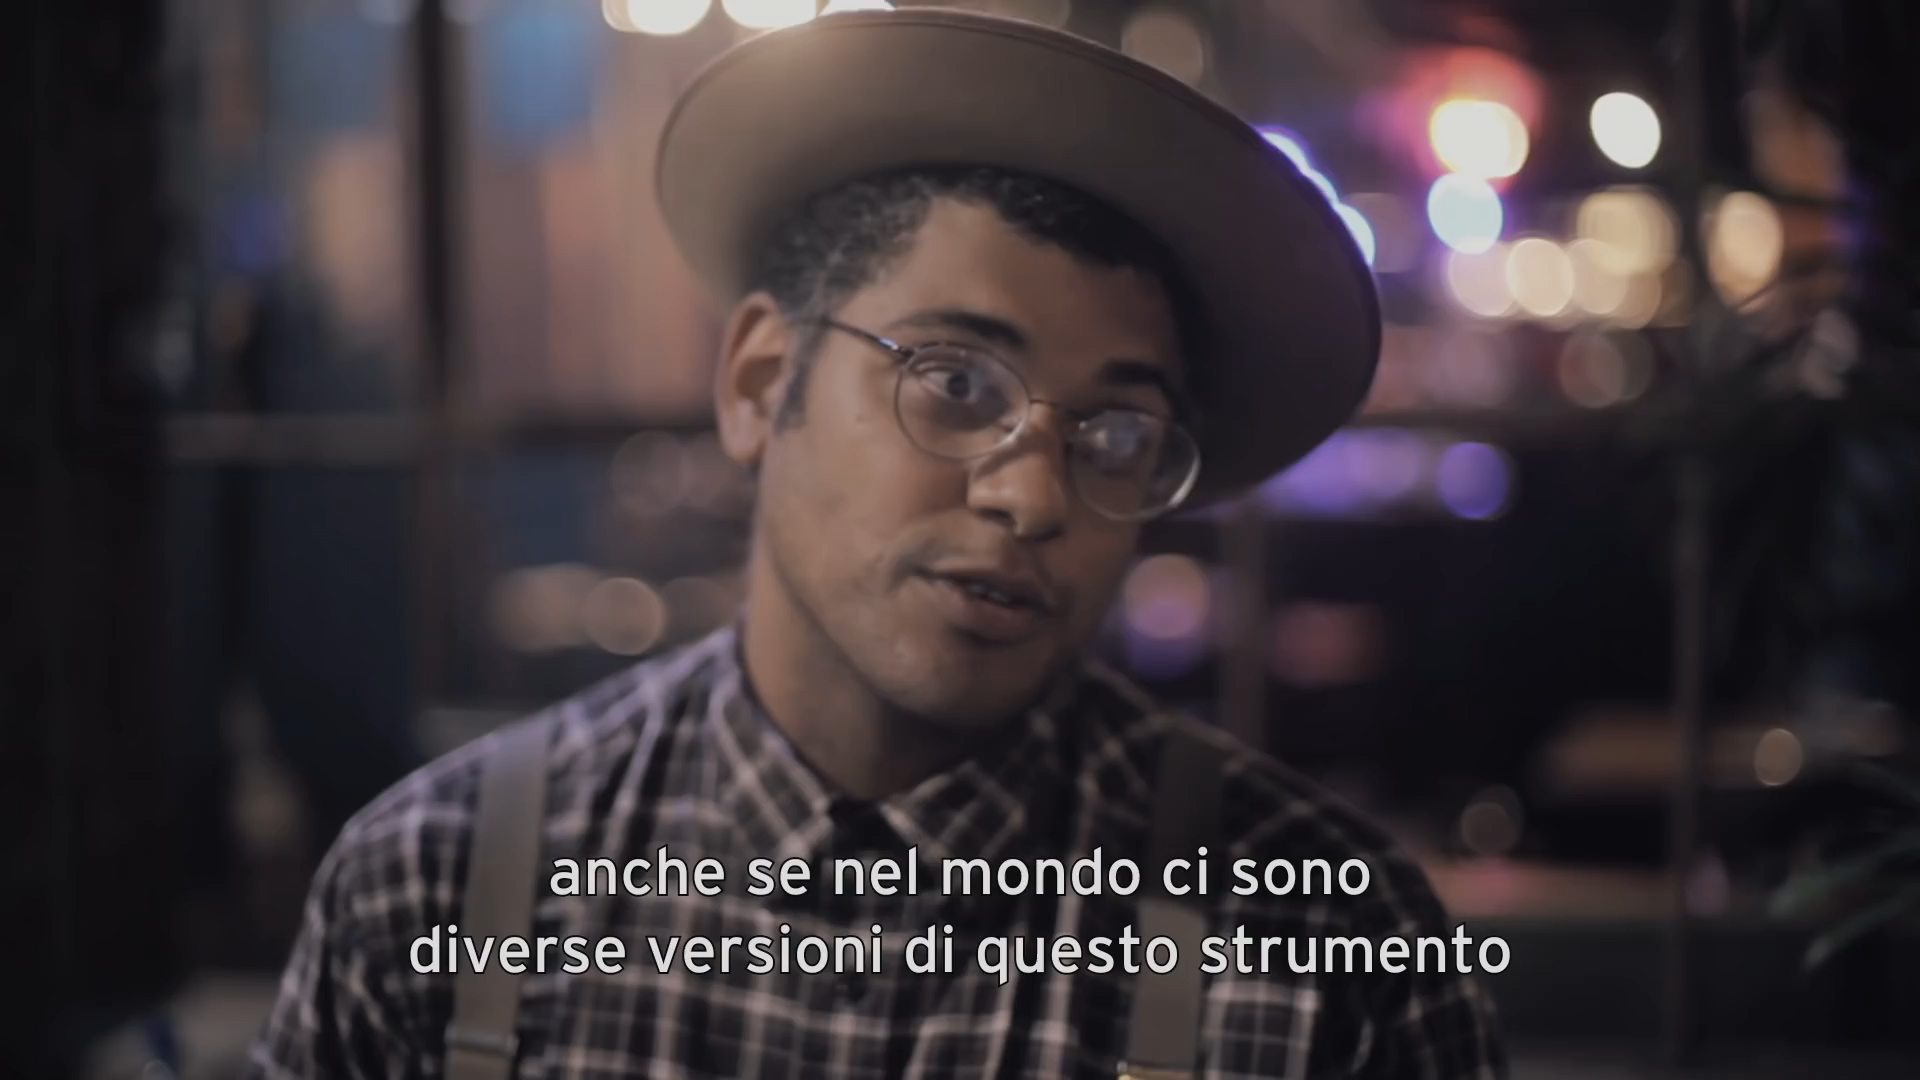 anche se nel mondo ci sono
diverse versioni di questo strumento